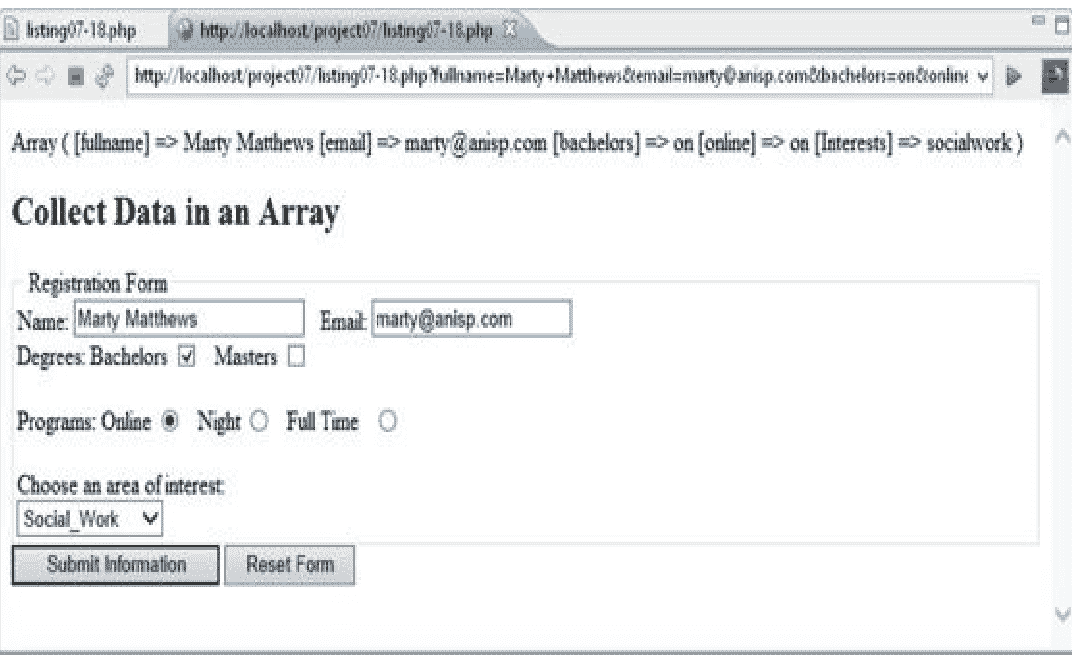 listing07-18.php http://localhost/project07/listing07-18.php
http://localhost/project07/listing07-18.php?fullname=Marty+Matthews&email=marty@anisp.com&bachelors=on&online
Array ( [fullname] => Marty Matthews [email] => marty@anisp.com [bachelors] => on [online] => on [Interests] => socialwork )
Collect Data in an Array
Registration Form
Name: Marty Matthews Email: marty@anisp.com
Degrees: Bachelors Masters
Programs: Online Night Full Time
Choose an area of interest:
Social_Work
Submit Information Reset Form